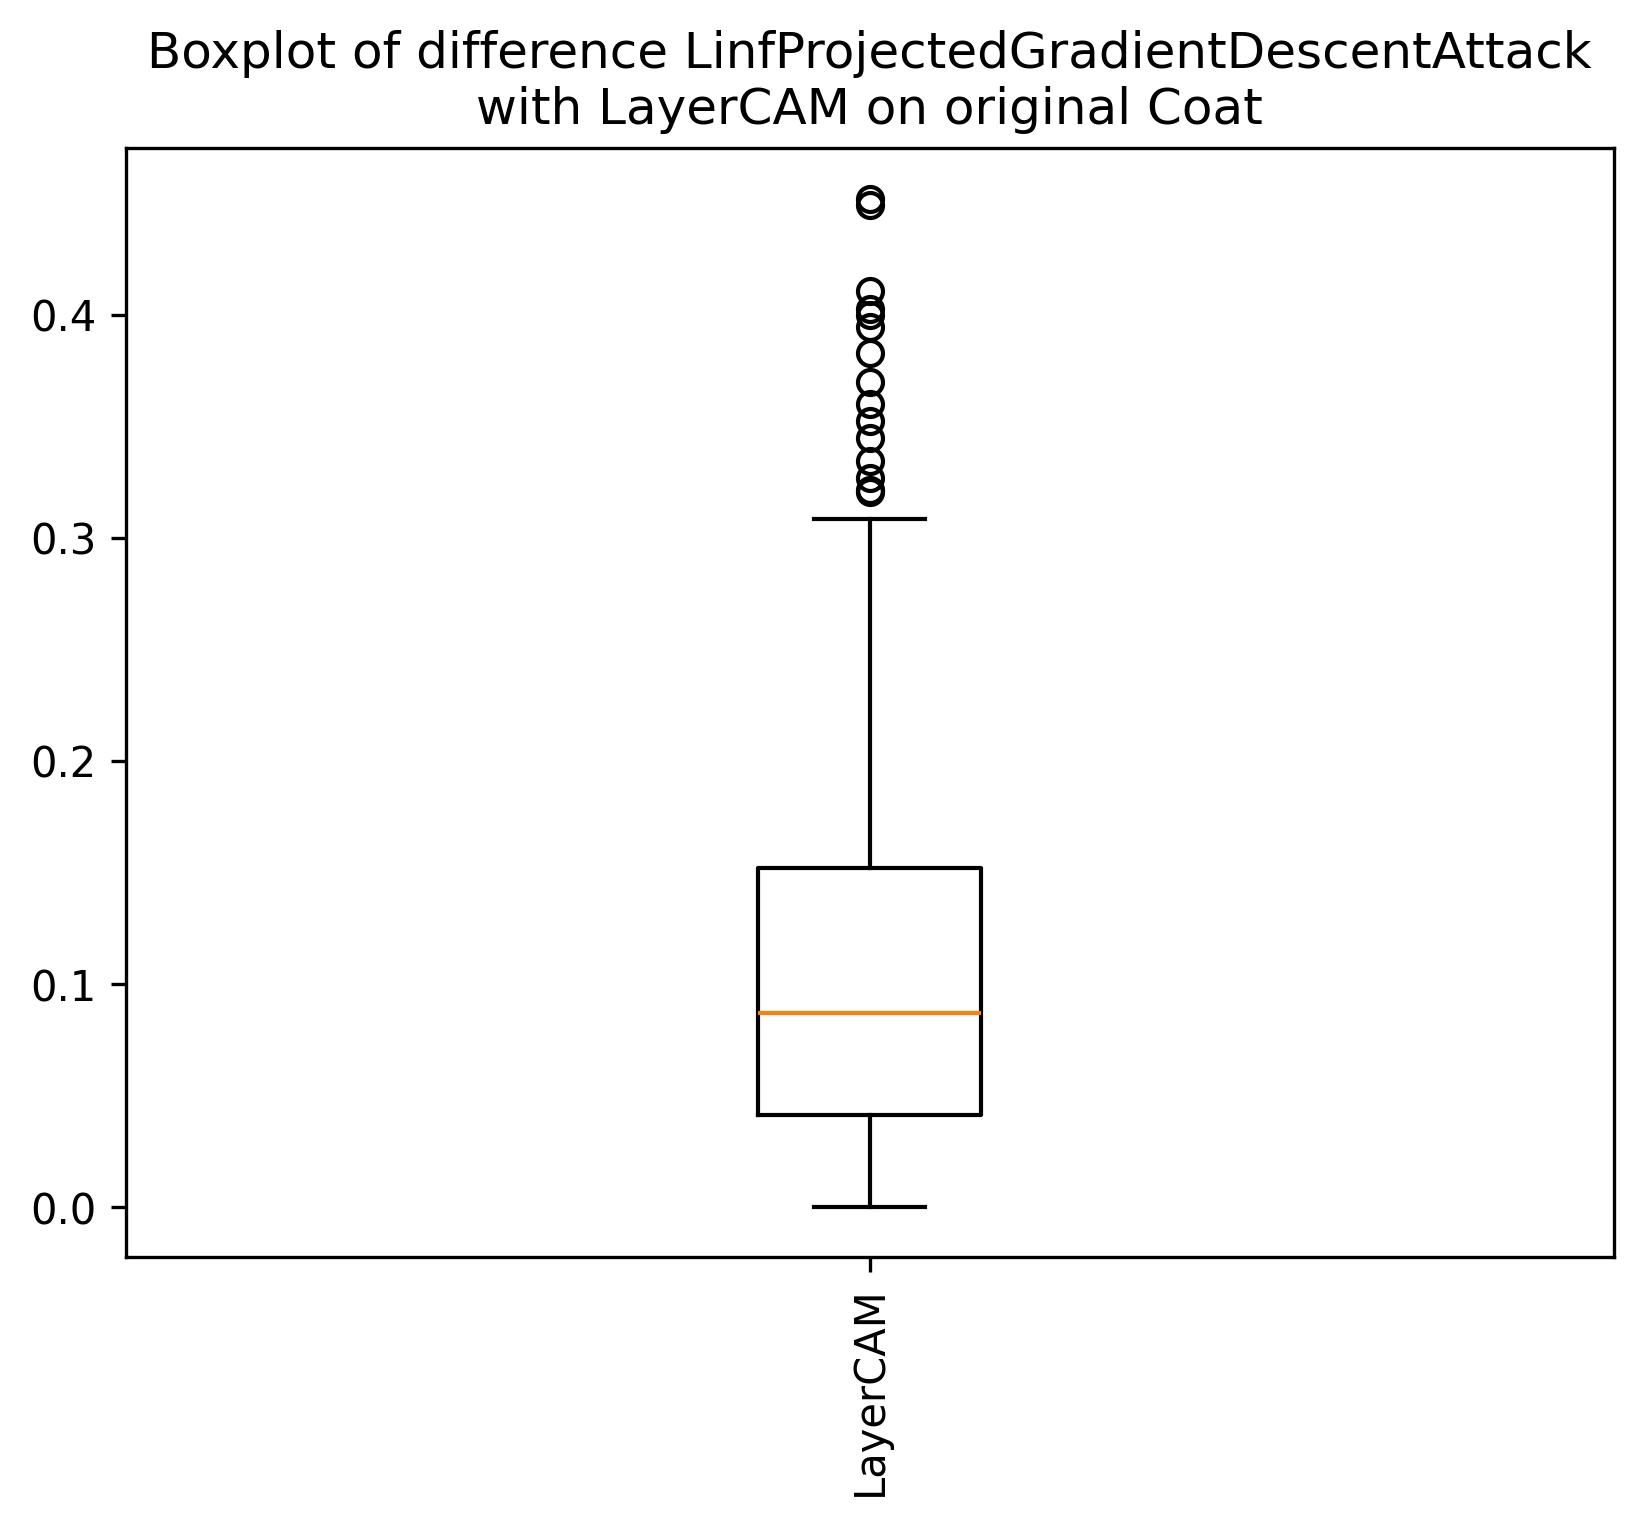 Boxplot of difference LinfProjectedGradientDescentAttack
with LayerCAM on original Coat
0.4
0.3
0.2
0.1
0.0
LayerCAM